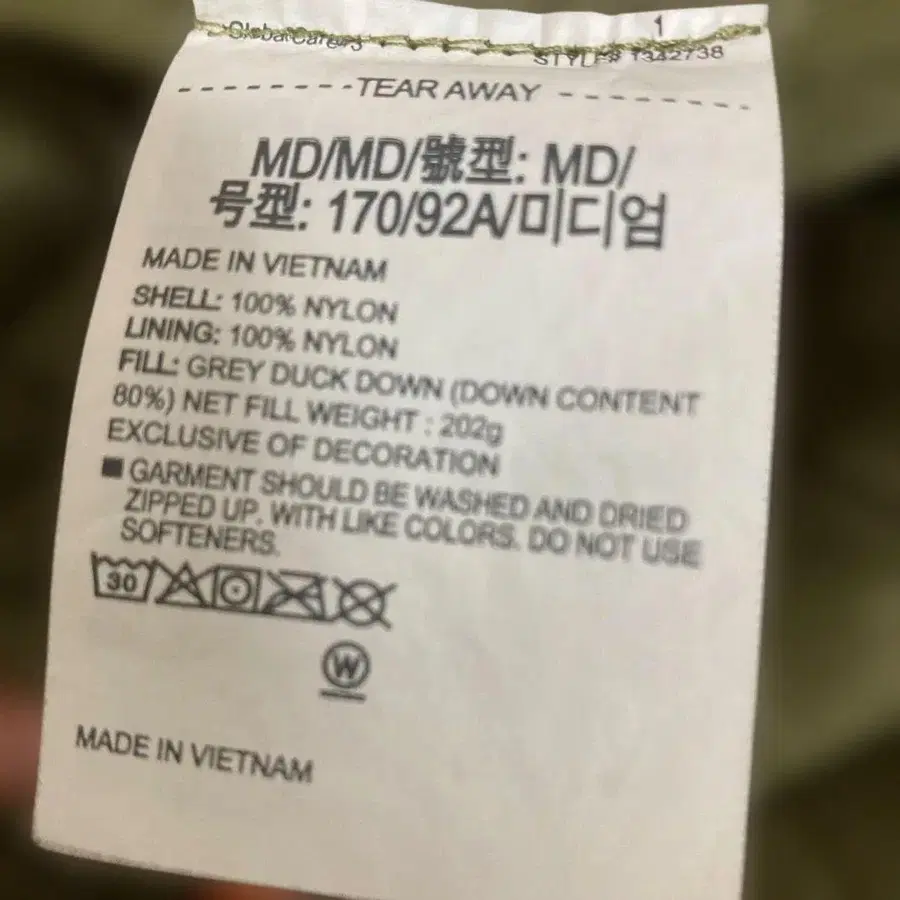 1
STYLE# 1342738
TEAR AWAY
MD/MD/號型: MD/
号型: 170/92A/미디엄
MADE IN VIETNAM
SHELL: 100% NYLON
LINING: 100% NYLON
FILL: GREY DUCK DOWN (DOWN CONTENT
80%) NET FILL WEIGHT : 202g
EXCLUSIVE OF DECORATION
■ GARMENT SHOULD BE WASHED AND DRIED
ZIPPED UP. WITH LIKE COLORS. DO NOT USE
SOFTENERS.
30
W
MADE IN VIETNAM